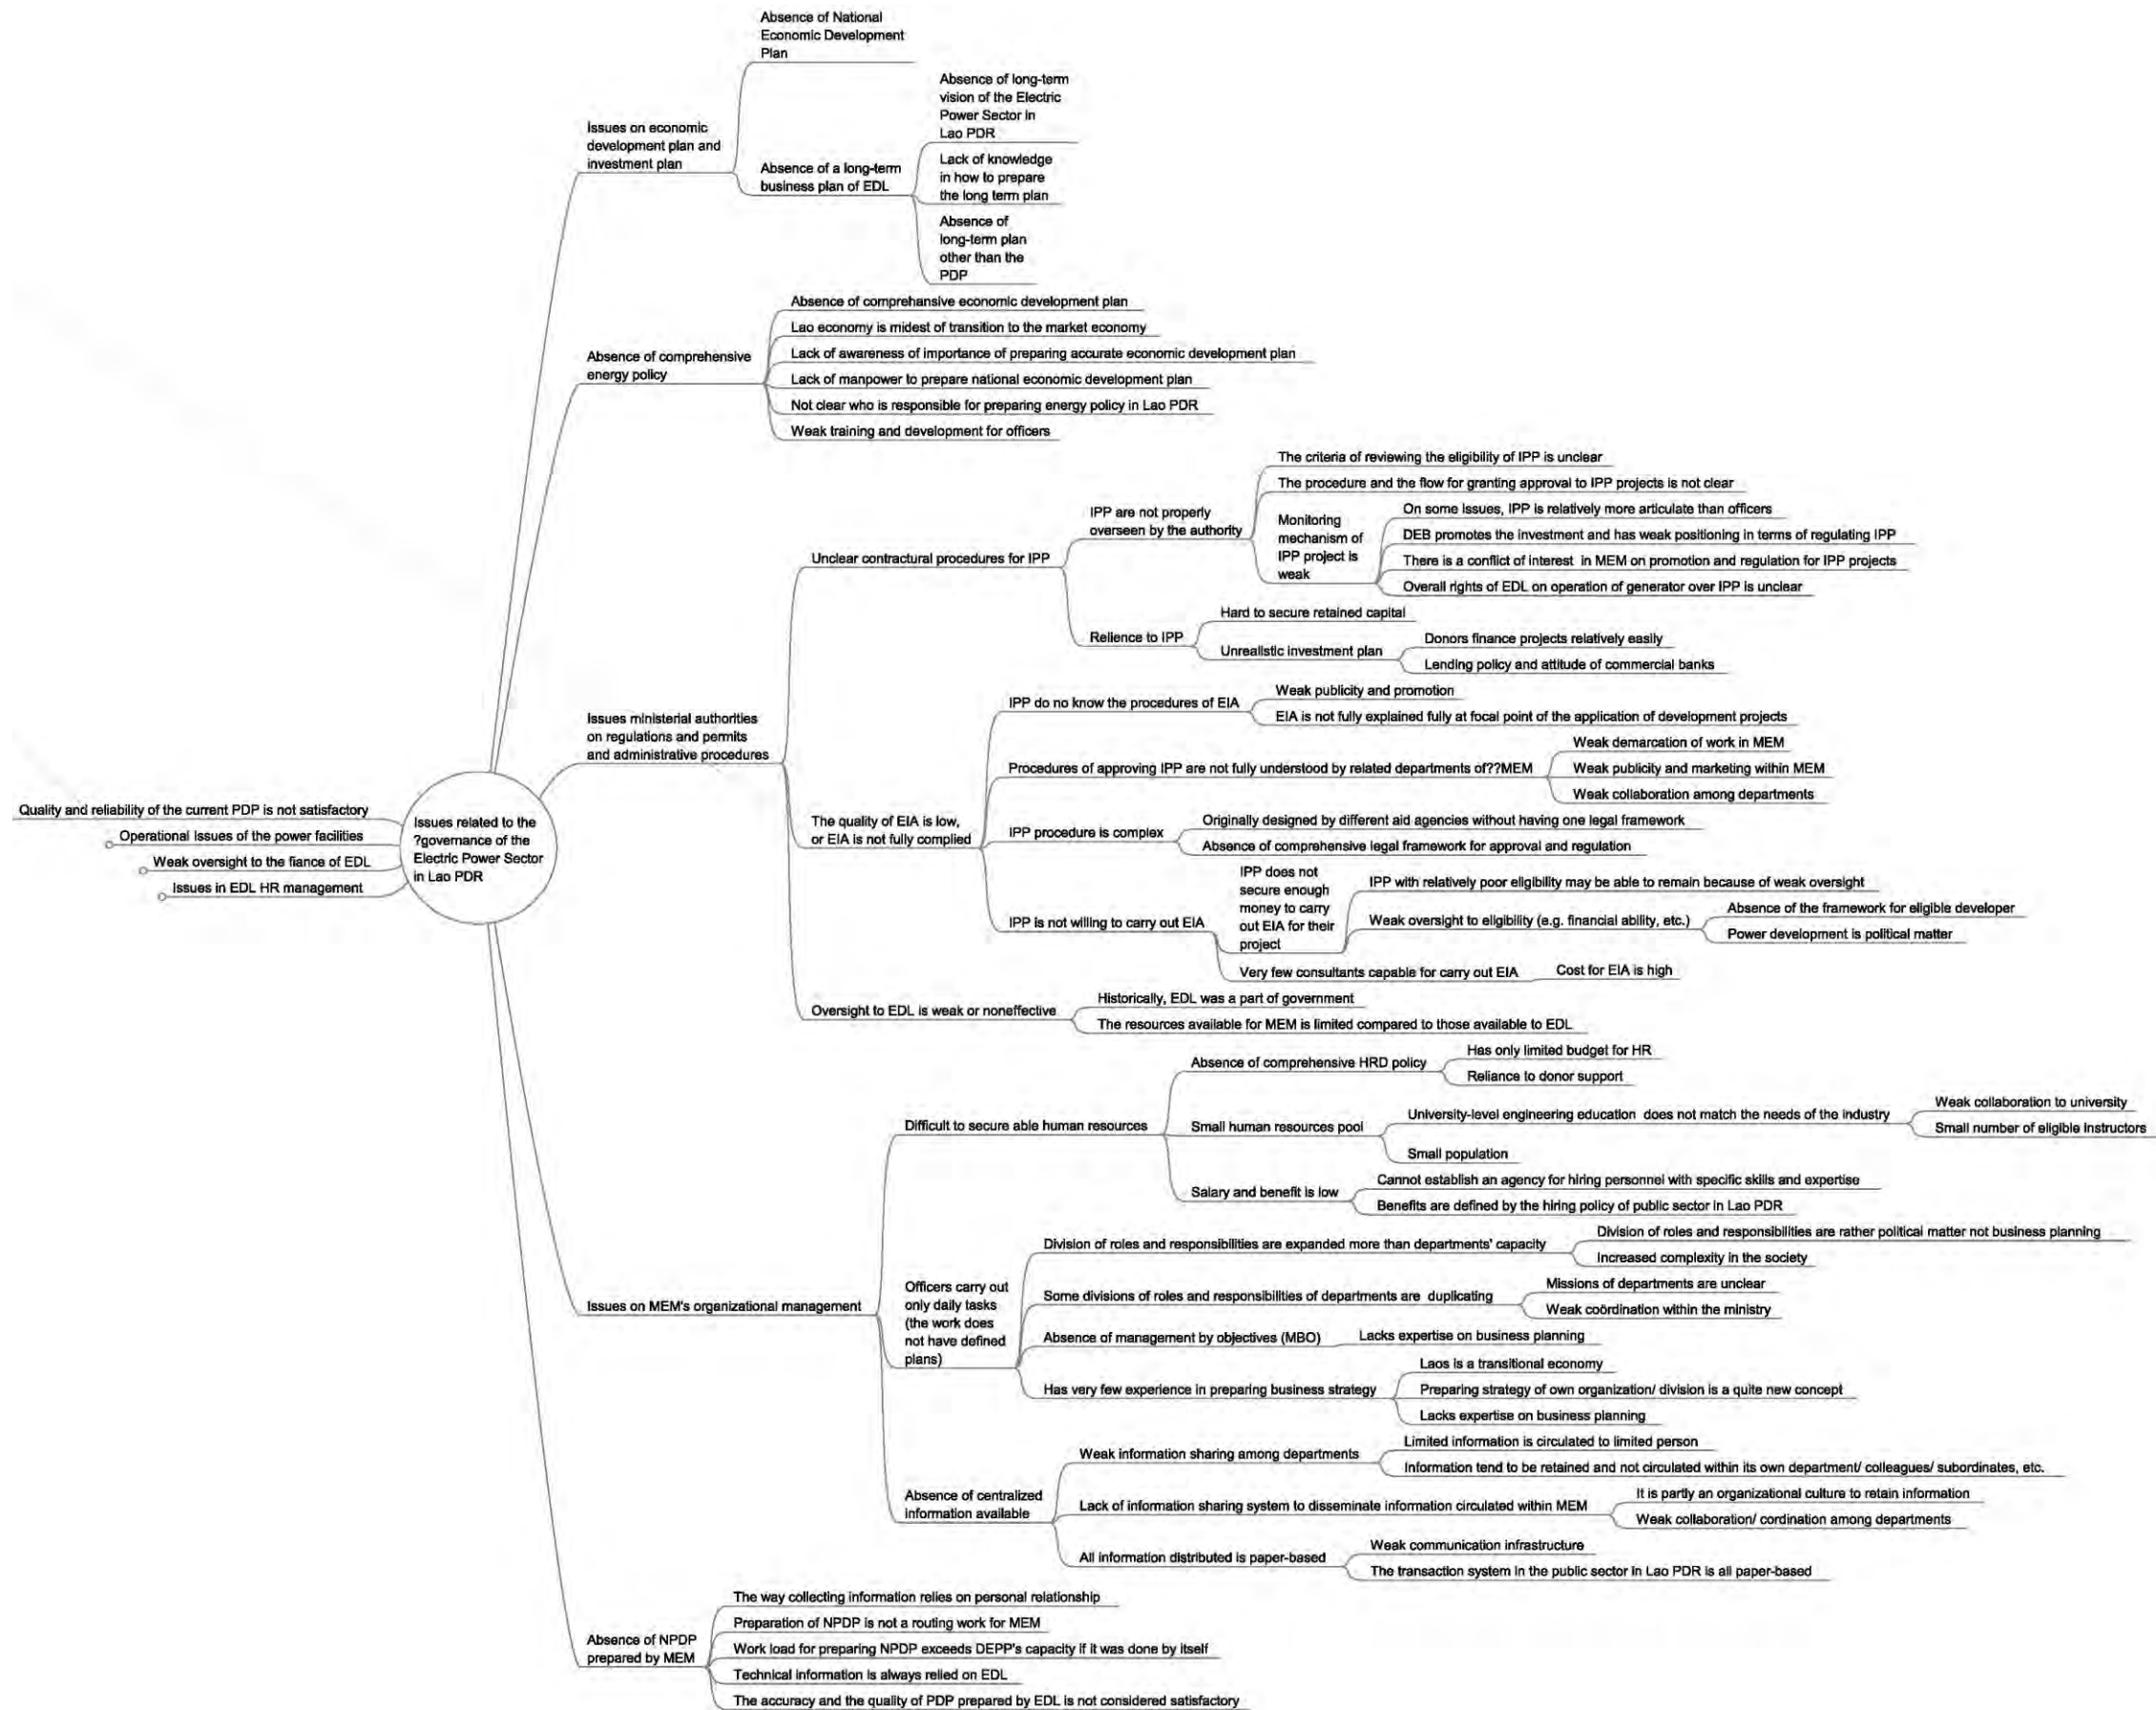 Absence of National
Economic Development
Plan
Absence of long-term
vision of the Electric
Power Sector in
Lao PDR
Issues on economic
development plan and
investment plan
Absence of a long-term
business plan of EDL
Lack of knowledge
in how to prepare
the long term plan
Absence of
long-term plan
other than the
PDP
Absence of comprehansive economic development plan
Lao economy is midest of transition to the market economy
Absence of comprehensive
energy policy
Lack of awareness of importance of preparing accurate economic development plan
Lack of manpower to prepare national economic development plan
Not clear who is responsible for preparing energy policy in Lao PDR
Weak training and development for officers
The criteria of reviewing the eligibility of IPP is unclear
The procedure and the flow for granting approval to IPP projects is not clear
IPP are not properly
overseen by the authority
Monitoring
mechanism of
IPP project is
weak
On some issues, IPP is relatively more articulate than officers
DEB promotes the investment and has weak positioning in terms of regulating IPP
There is a conflict of interest in MEM on promotion and regulation for IPP projects
Overall rights of EDL on operation of generator over IPP is unclear
Unclear contractural procedures for IPP
Hard to secure retained capital
Relience to IPP
Unrealistic investment plan
Donors finance projects relatively easily
Lending policy and attitude of commercial banks
Issues ministerial authorities
on regulations and permits
and administrative procedures
IPP do no know the procedures of EIA
Weak publicity and promotion
EIA is not fully explained fully at focal point of the application of development projects
Procedures of approving IPP are not fully understood by related departments of??MEM
Weak demarcation of work in MEM
Weak publicity and marketing within MEM
Weak collaboration among departments
The quality of EIA is low,
or EIA is not fully complied
IPP procedure is complex
Originally designed by different aid agencies without having one legal framework
Absence of comprehensive legal framework for approval and regulation
IPP is not willing to carry out EIA
IPP does not
secure enough
money to carry
out EIA for their
project
IPP with relatively poor eligibility may be able to remain because of weak oversight
Weak oversight to eligibility (e.g. financial ability, etc.)
Absence of the framework for eligible developer
Power development is political matter
Very few consultants capable for carry out EIA
Cost for EIA is high
Oversight to EDL is weak or noneffective
Historically, EDL was a part of government
The resources available for MEM is limited compared to those available to EDL
Quality and reliability of the current PDP is not satisfactory
Operational issues of the power facilities
Weak oversight to the fiance of EDL
Issues in EDL HR management
Issues related to the
?governance of the
Electric Power Sector
in Lao PDR
Absence of comprehensive HRD policy
Has only limited budget for HR
Reliance to donor support
Difficult to secure able human resources
Small human resources pool
University-level engineering education does not match the needs of the industry
Weak collaboration to university
Small number of eligible instructors
Small population
Salary and benefit is low
Cannot establish an agency for hiring personnel with specific skills and expertise
Benefits are defined by the hiring policy of public sector in Lao PDR
Issues on MEM's organizational management
Officers carry out
only daily tasks
(the work does
not have defined
plans)
Division of roles and responsibilities are expanded more than departments' capacity
Division of roles and responsibilities are rather political matter not business planning
Increased complexity in the society
Some divisions of roles and responsibilities of departments are duplicating
Missions of departments are unclear
Weak coördination within the ministry
Absence of management by objectives (MBO)
Lacks expertise on business planning
Has very few experience in preparing business strategy
Laos is a transitional economy
Preparing strategy of own organization/ division is a quite new concept
Lacks expertise on business planning
Absence of centralized
information available
Weak information sharing among departments
Limited information is circulated to limited person
Information tend to be retained and not circulated within its own department/ colleagues/ subordinates, etc.
Lack of information sharing system to disseminate information circulated within MEM
It is partly an organizational culture to retain information
Weak collaboration/ cordination among departments
All information distributed is paper-based
Weak communication infrastructure
The transaction system in the public sector in Lao PDR is all paper-based
Absence of NPDP
prepared by MEM
The way collecting information relies on personal relationship
Preparation of NPDP is not a routing work for MEM
Work load for preparing NPDP exceeds DEPP's capacity if it was done by itself
Technical information is always relied on EDL
The accuracy and the quality of PDP prepared by EDL is not considered satisfactory